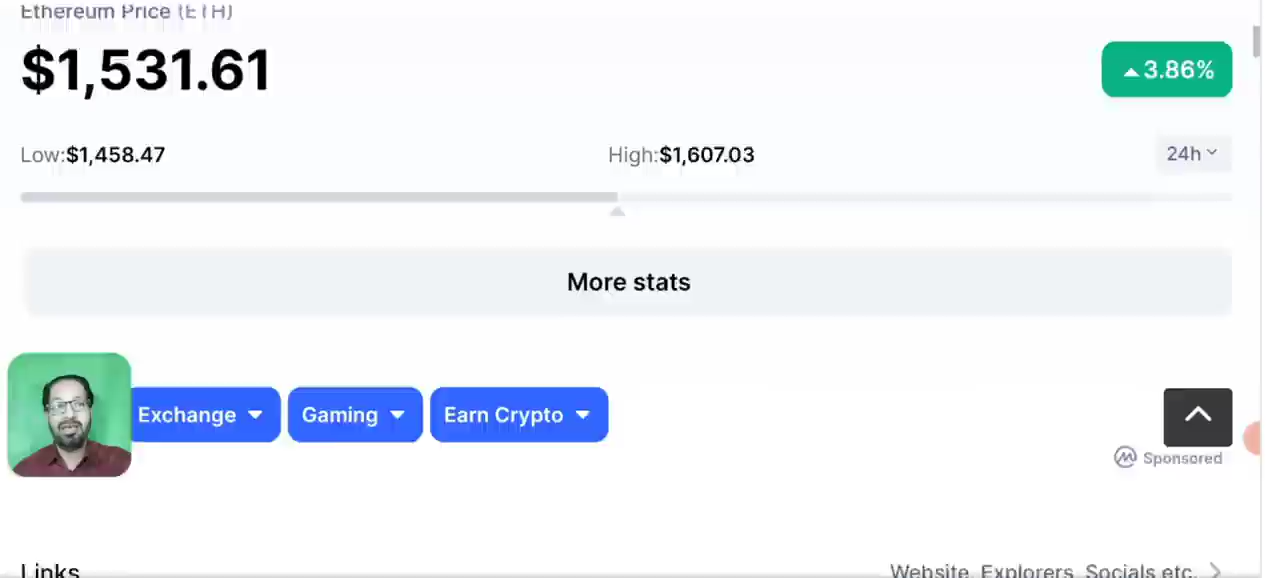 Ethereum Price (ETH)
$1,531.61
3.86%
Low:$1,458.47
High:$1,607.03
24h
More stats
Exchange
Gaming
Earn Crypto
Sponsored
Links
Website, Explorers, Socials etc.